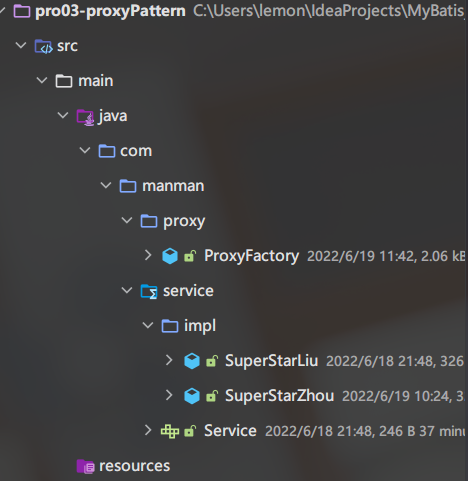 pro03-proxyPattern C:\Users\lemon\IdeaProjects\MyBatis_
src
main
java
com
manman
proxy
ProxyFactory 2022/6/19 11:42, 2.06 kB
service
impl
SuperStarLiu 2022/6/18 21:48, 326
SuperStarZhou 2022/6/19 10:24, 3
Service 2022/6/18 21:48, 246 B 37 minu
resources